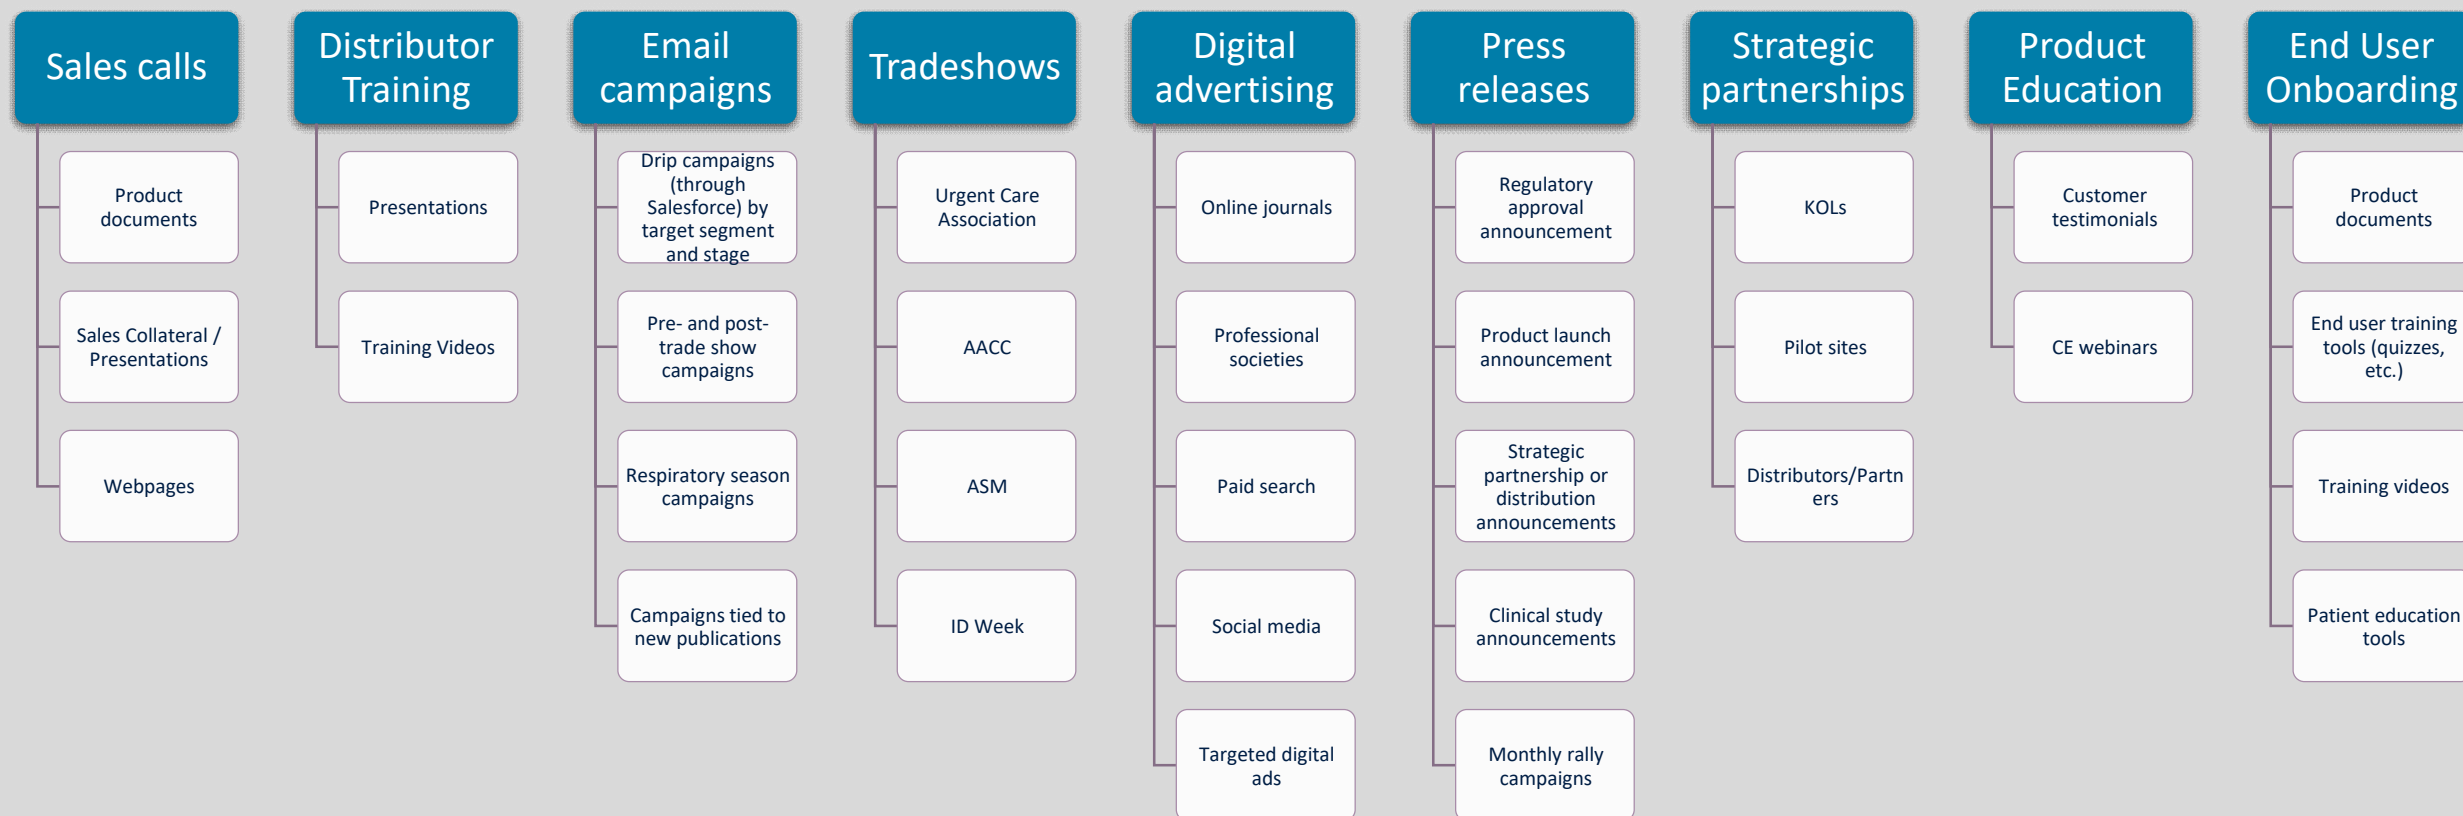 Sales calls
Product
documents
Sales Collateral /
Presentations
Webpages
Distributor
Training
Presentations
Training Videos
Email
campaigns
Drip campaigns
(through
Salesforce) by
target segment
and stage
Pre- and post-
trade show
campaigns
Respiratory season
campaigns
Campaigns tied to
new publications
Tradeshows
Urgent Care
Association
AACC
ASM
ID Week
Digital
advertising
Online journals
Professional
societies
Paid search
Social media
Targeted digital
ads
Press
releases
Regulatory
approval
announcement
Product launch
announcement
Strategic
partnership or
distribution
announcements
Clinical study
announcements
Monthly rally
campaigns
Strategic
partnerships
KOLs
Pilot sites
Distributors/Partn
ers
Product
Education
Customer
testimonials
CE webinars
End User
Onboarding
Product
documents
End user training
tools (quizzes,
etc.)
Training videos
Patient education
tools